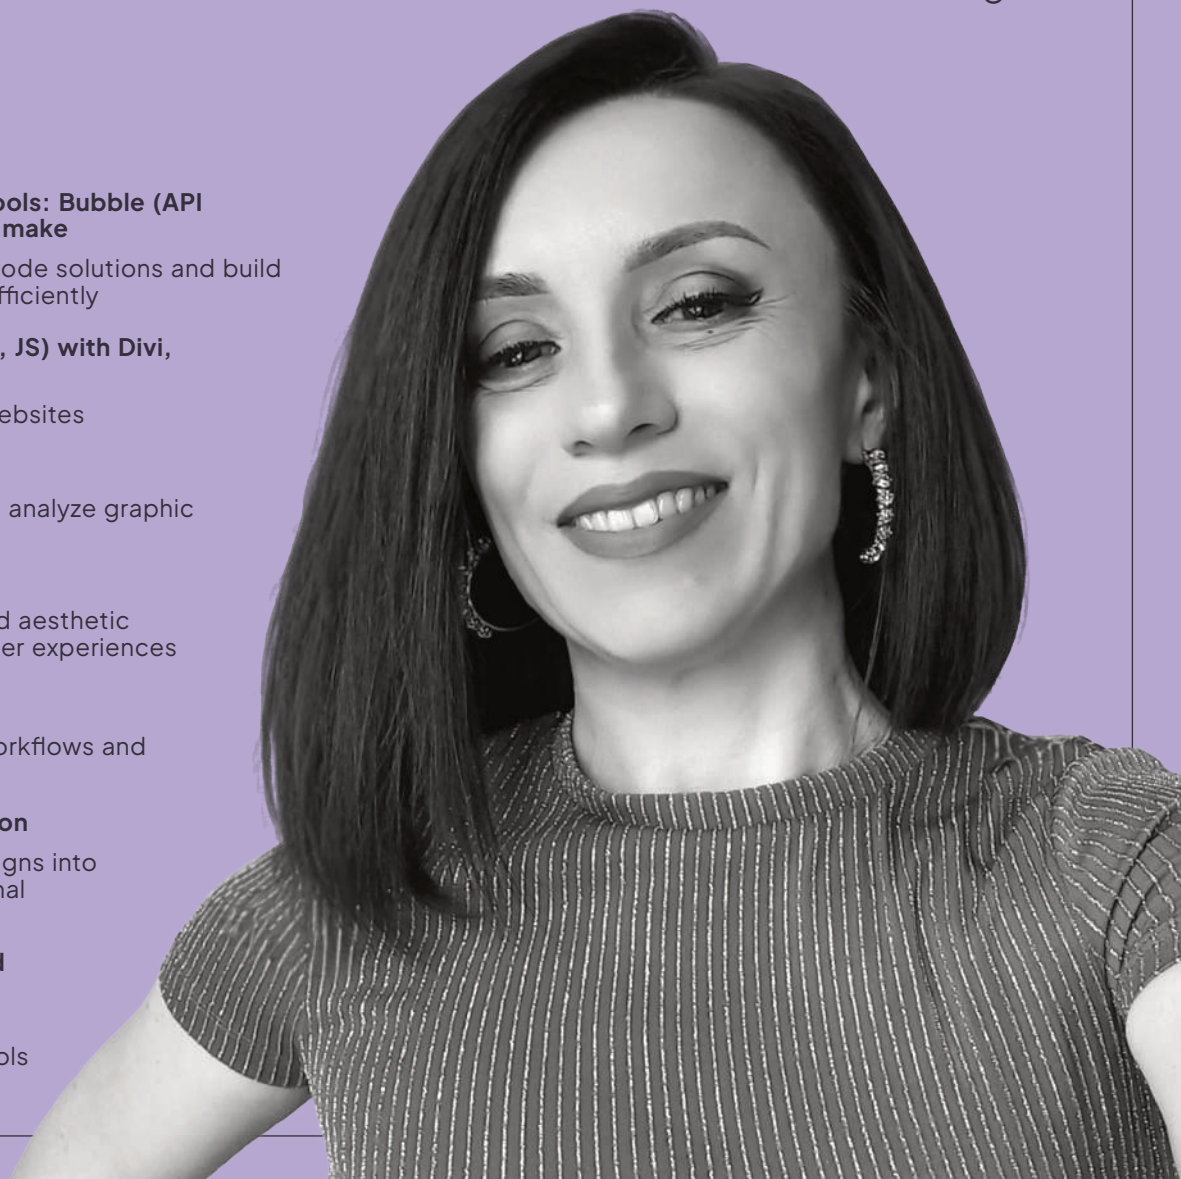 ools: Bubble (API
make
ode solutions and build
fficiently
, JS) with Divi,
ebsites
analyze graphic
d aesthetic
er experiences
orkflows and
on
igns into
nal
d
ols